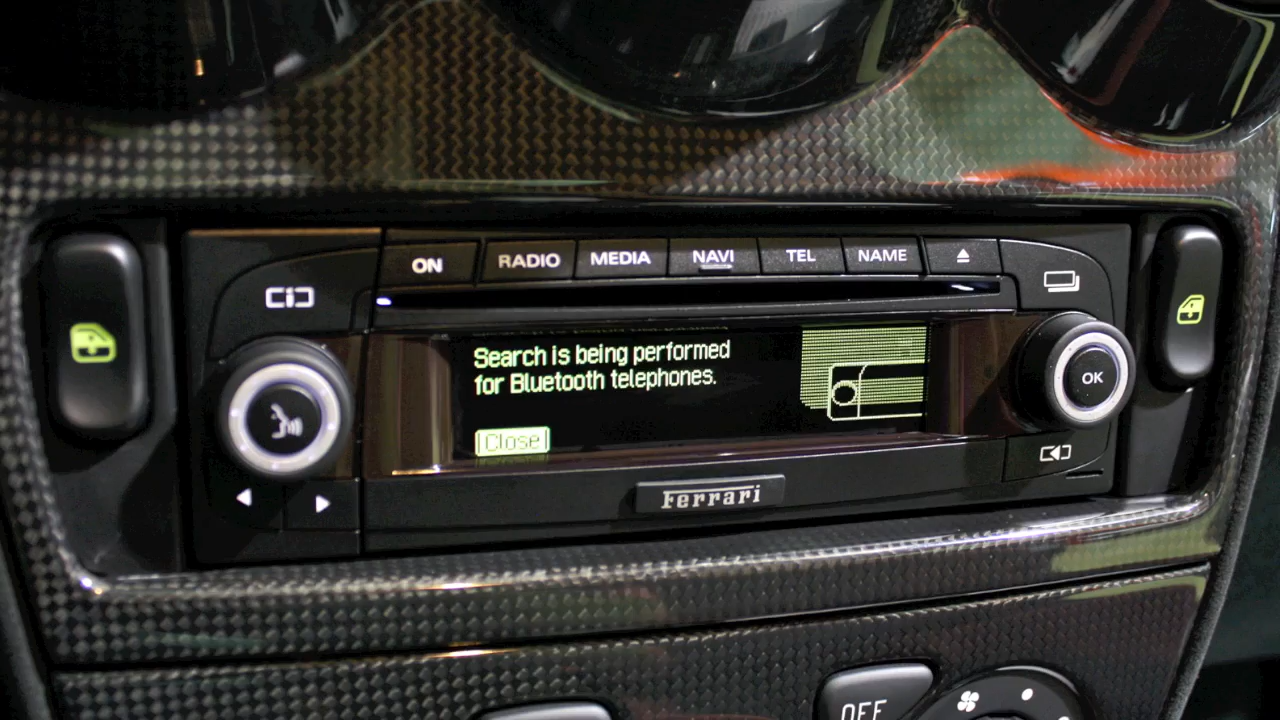 ON RADIO MEDIA NAVI TEL NAME
Search is being performed
for Bluetooth telephones.
OK
Close
Ferrari
OFF